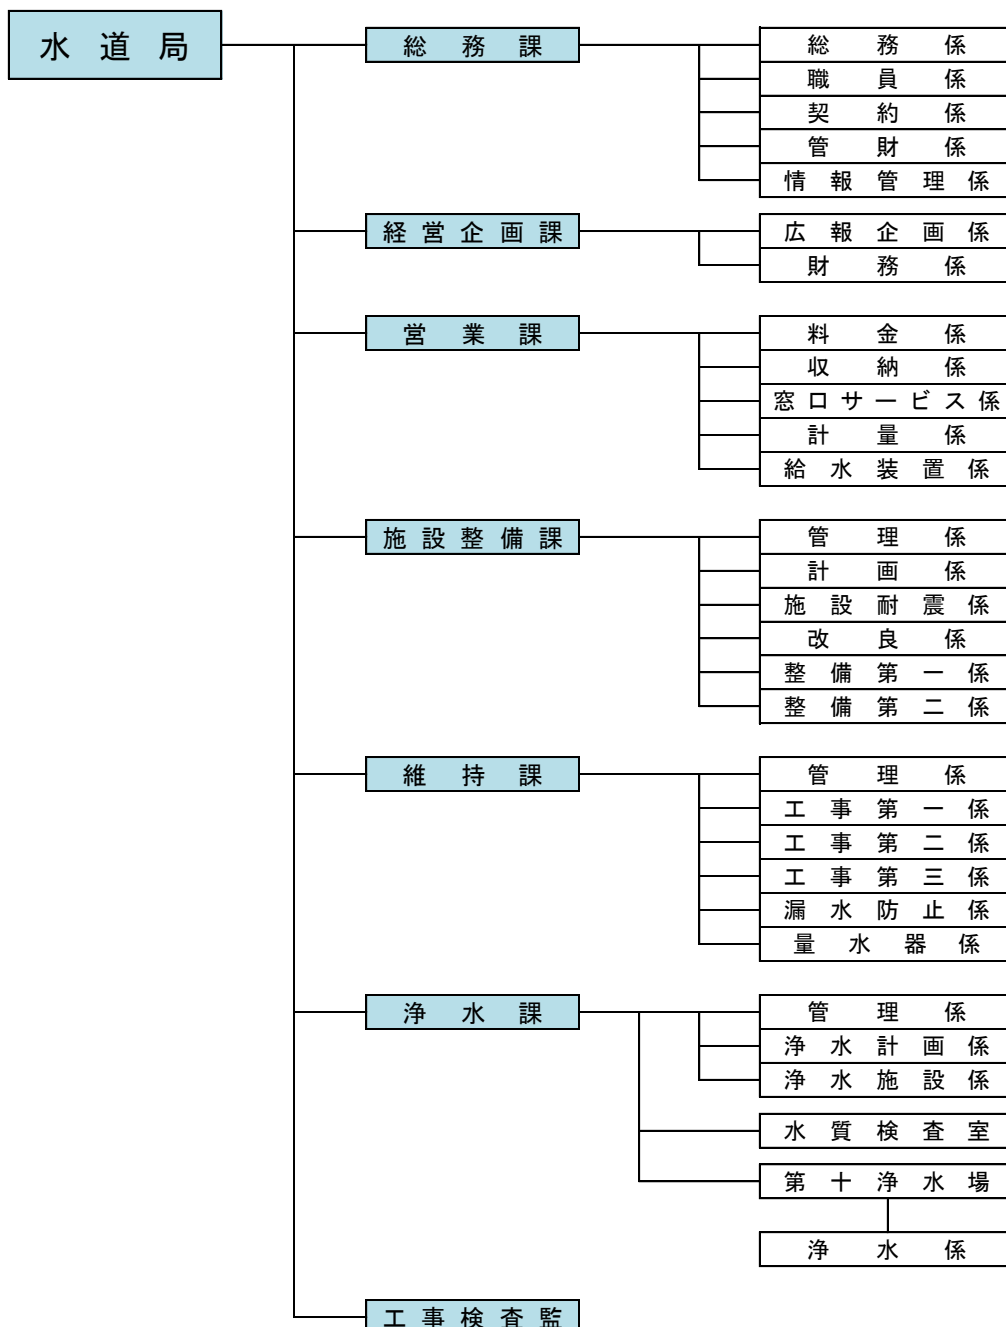 水道局
総務課
総務係
職員係
契約係
管財係
情報管理係
経営企画課
広報企画係
財務係
営業課
料金係
収納係
窓口サービス係
計量係
給水装置係
施設整備課
管理係
計画係
施設耐震係
改良係
整備第一係
整備第二係
維持課
管理係
工事第一係
工事第二係
工事第三係
漏水防止係
量水器係
浄水課
管理係
浄水計画係
浄水施設係
水質検査室
第十浄水場
浄水係
工事検査監